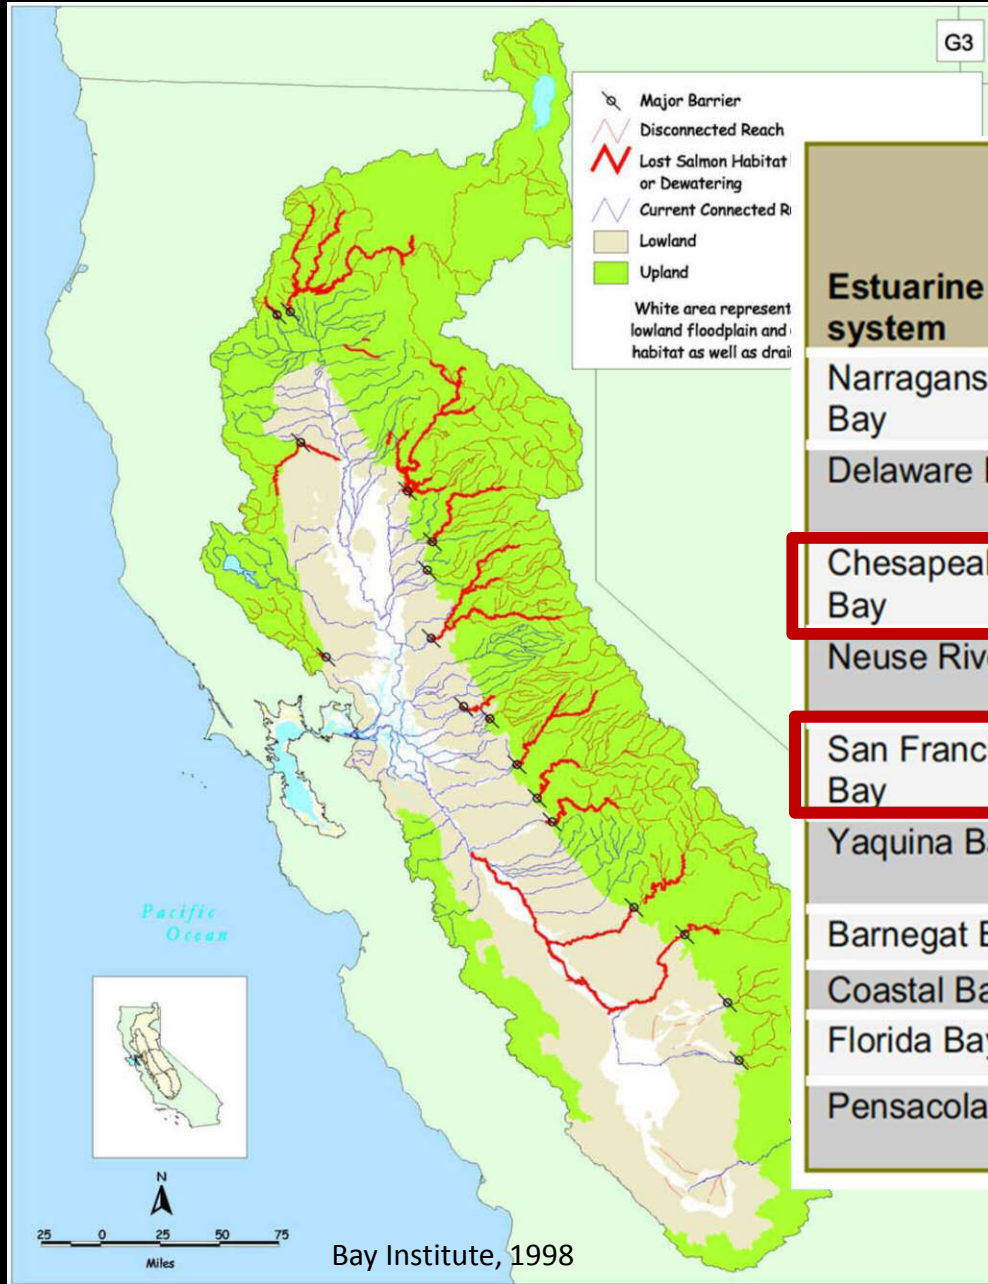 G3
Major Barrier
Disconnected Reach
Lost Salmon Habitat
or Dewatering
Current Connected
Lowland
Upland
White area represent
lowland floodplain and
habitat as well as
Estuarine
system
Narragans
Bay
Delaware
Chesapeal
Bay
Neuse Riv
San Franc
Bay
Yaquina Ba
Barnegat
Coastal Ba
Florida Bay
Pensacola
Pacific
Ocean
N
25 0 25 50 75
Miles
Bay Institute, 1998